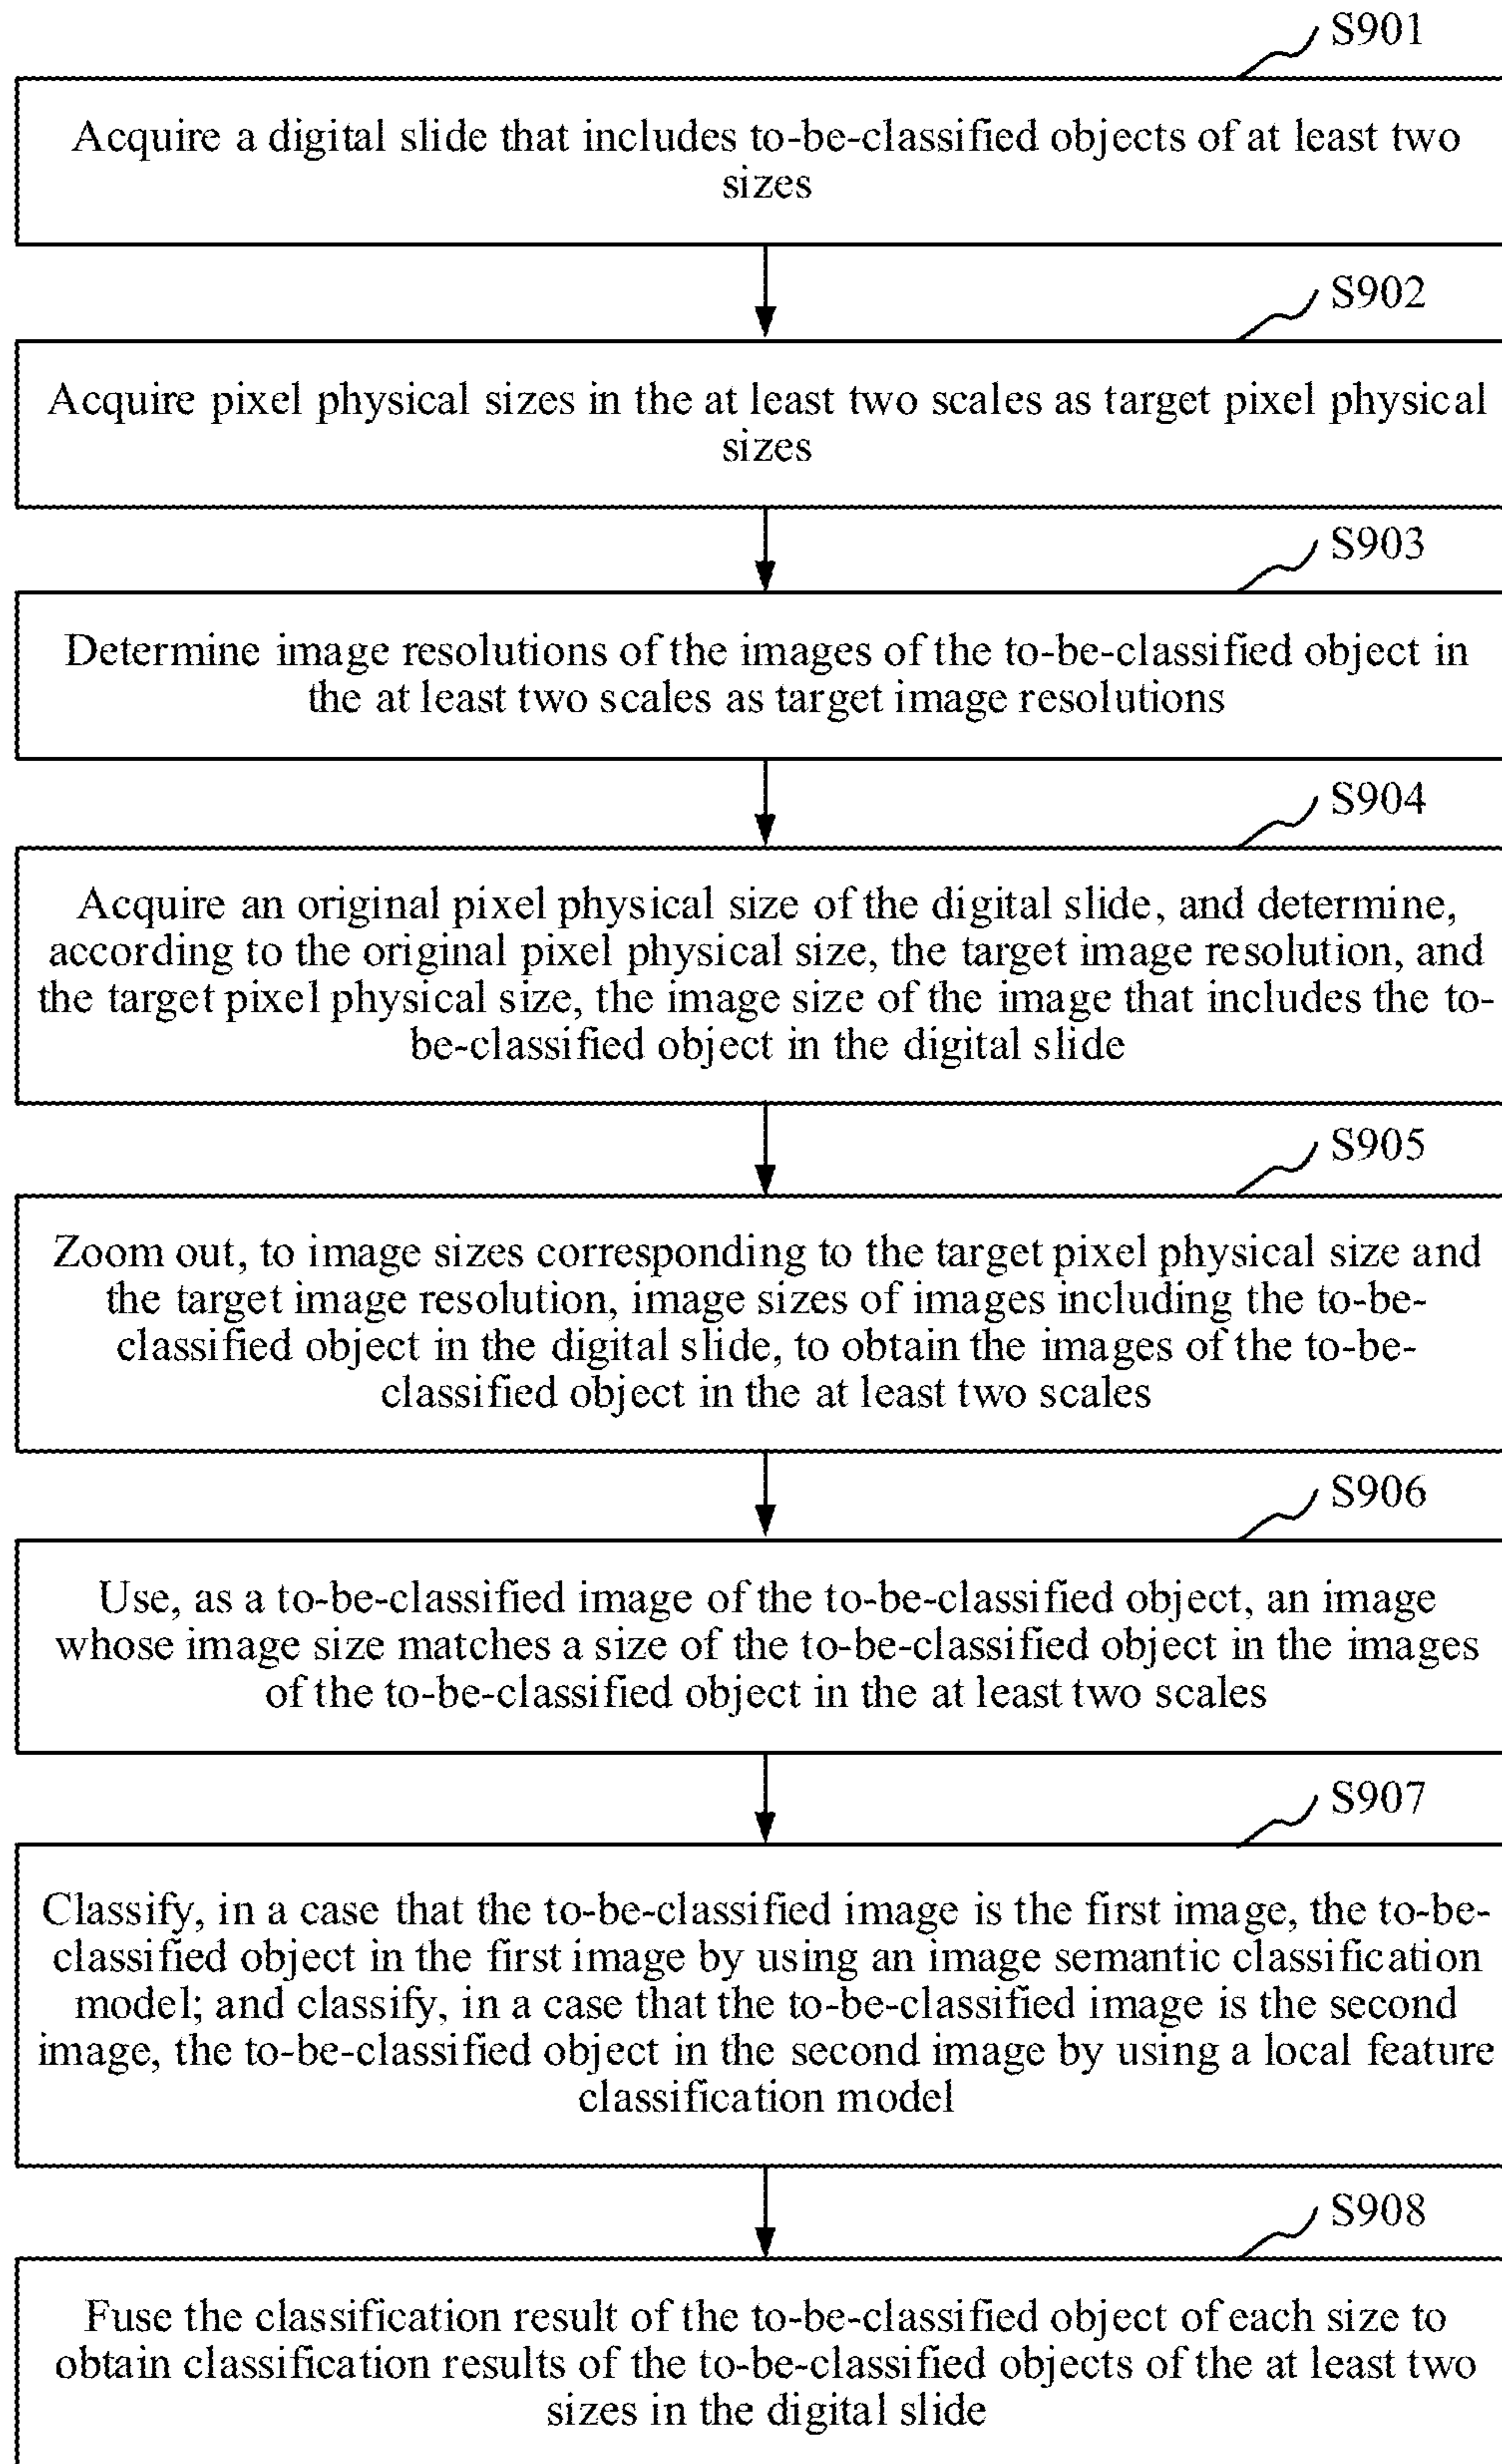 S901
Acquire a digital slide that includes to-be-classified objects of at least two
sizes
S902
Acquire pixel physical sizes in the at least two scales as target pixel physical
sizes
S903
Determine image resolutions of the images of the to-be-classified object in
the at least two scales as target image resolutions
S904
Acquire an original pixel physical size of the digital slide, and determine,
according to the original pixel physical size, the target image resolution, and
the target pixel physical size, the image size of the image that includes the to-
be-classified object in the digital slide
S905
Zoom out, to image sizes corresponding to the target pixel physical size and
the target image resolution, image sizes of images including the to-be-
classified object in the digital slide, to obtain the images of the to-be-
classified object in the at least two scales
S906
Use, as a to-be-classified image of the to-be-classified object, an image
whose image size matches a size of the to-be-classified object in the images
of the to-be-classified object in the at least two scales
S907
Classify, in a case that the to-be-classified image is the first image, the to-be-
classified object in the first image by using an image semantic classification
model; and classify, in a case that the to-be-classified image is the second
image, the to-be-classified object in the second image by using a local feature
classification model
S908
Fuse the classification result of the to-be-classified object of each size to
obtain classification results of the to-be-classified objects of the at least two
sizes in the digital slide